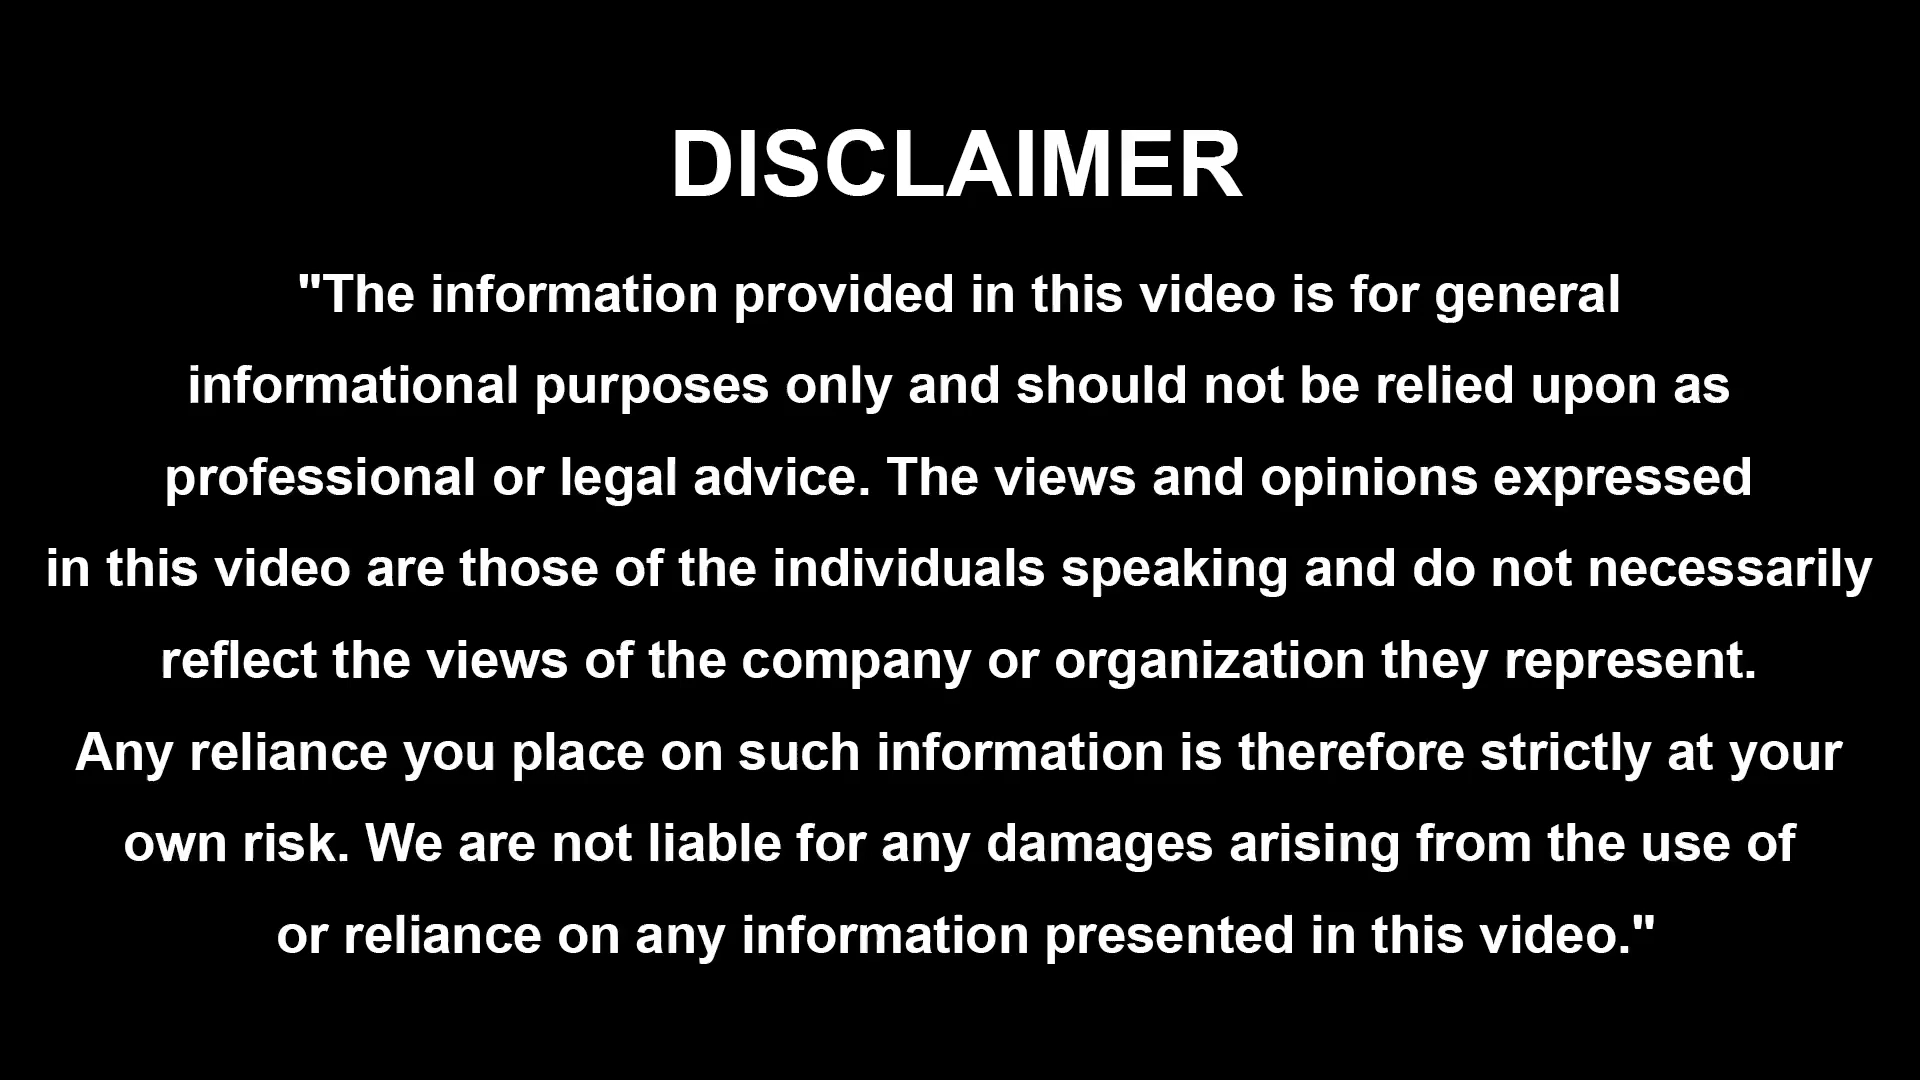 DISCLAIMER
"The information provided in this video is for general
informational purposes only and should not be relied upon as
professional or legal advice. The views and opinions expressed
in this video are those of the individuals speaking and do not necessarily
reflect the views of the company or organization they represent.
Any reliance you place on such information is therefore strictly at your
own risk. We are not liable for any damages arising from the use of
or reliance on any information presented in this video."